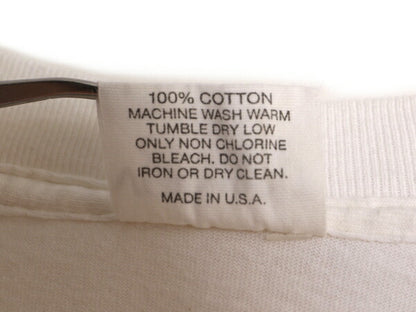 100% COTTON
MACHINE WASH WARM
TUMBLE DRY LOW
ONLY NON CHLORINE
BLEACH. DO NOT
IRON OR DRY CLEAN.
MADE IN U.S.A.